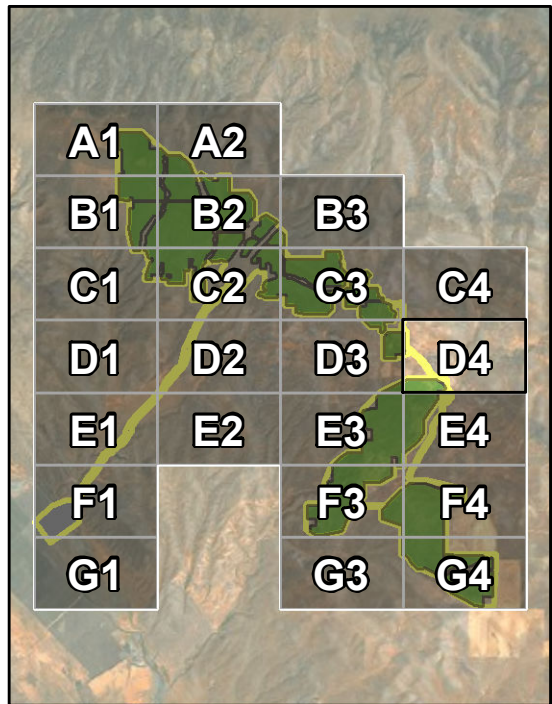 A1 A2
B1 B2 B3
C1 C2 C3 C4
D1 D2 D3 D4
E1 E2 E3 E4
F1 F3 F4
G1 G3 G4